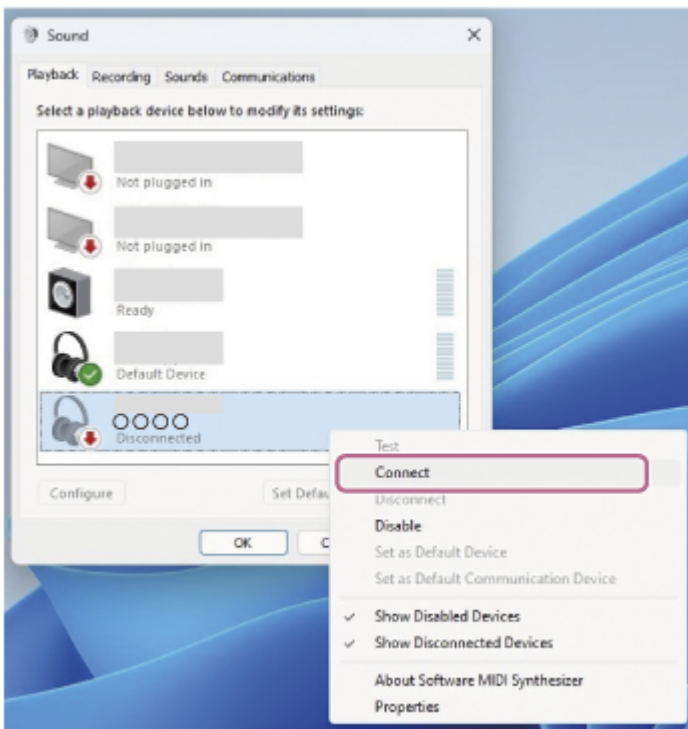 Sound
Playback Recording Sounds Communications
Select a playback device below to modify its settings:
Not plugged in
Not plugged in
Ready
Default Device
○○○○
Disconnected
Configure
Set Defau
OK
C
Test
Connect
Disconnect
Disable
Set as Default Device
Set as Default Communication Device
Show Disabled Devices
Show Disconnected Devices
About Software MIDI Synthesizer
Properties